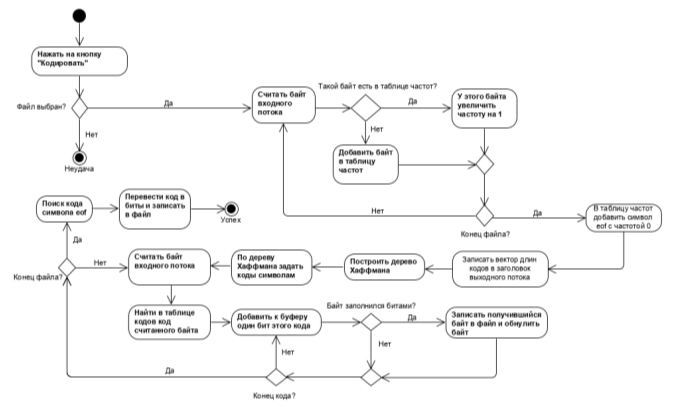 Нажать на кнопку
"Кодировать"
Файл выбран?
Да
Нет
Неудача
Считать байт
входного
потока
Такой байт есть в таблице частот?
Да
Нет
У этого байта
увеличить
частоту на 1
Добавить байт
в таблицу
частот
Нет
Да
Конец файла?
В таблицу частот
добавить символ
eof с частотой 0
Поиск кода
символа eof
Перевести код в
биты и записать
в файл
Успех
Да
Конец файла?
Нет
Считать байт
входного потока
По дереву
Хаффмана задать
коды символам
Построить дерево
Хаффмана
Записать вектор длин
кодов в заголовок
выходного потока
Найти в таблице
кодов код
считанного байта
Добавить к буферу
один бит этого кода
Байт заполнился битами?
Да
Нет
Записать получившийся
байт в файл и обнулить
байт
Нет
Да
Конец кода?